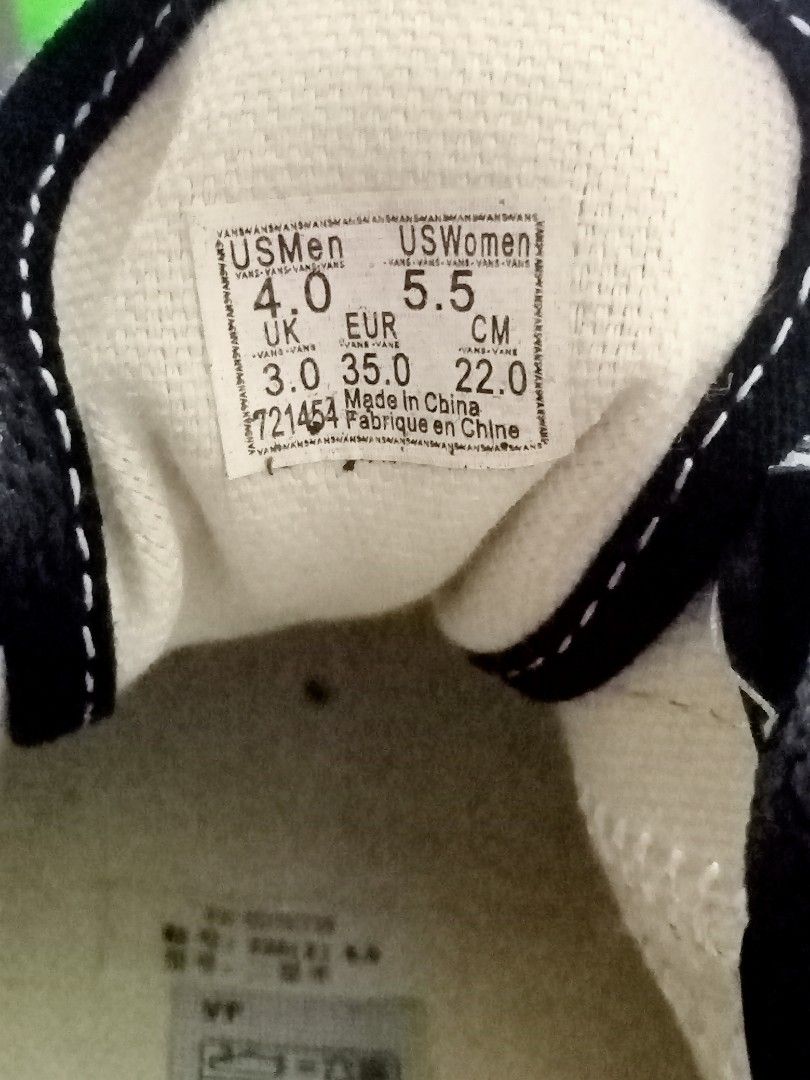 USMen USWomen
4.0 5.5
UK EUR CM
3.0 35.0 22.0
721454 Made in China
Fabrique en Chine
VP